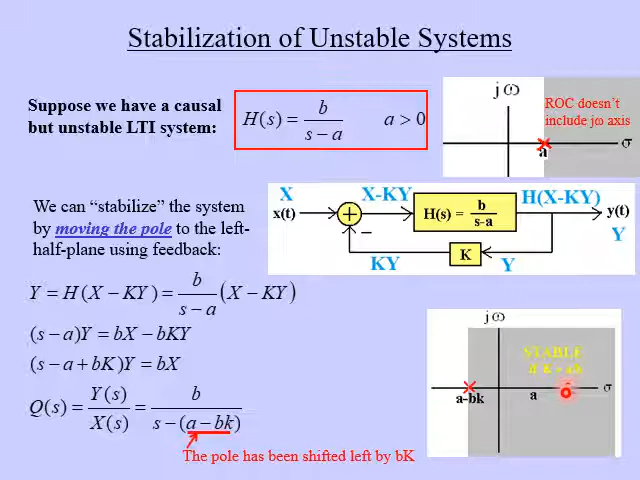 Stabilization of Unstable Systems
Suppose we have a causal
but unstable LTI system:
H(s) = b / (s − a)    a > 0
jω
ROC doesn't
include jω axis
a
σ
We can "stabilize" the system
by moving the pole to the left-
half-plane using feedback:
X
X-KY
H(X-KY)
x(t)
+
−
H(s) = b / s-a
y(t)
Y
K
KY
Y
Y = H(X − KY) = b / (s − a) (X − KY)
(s − a)Y = bX − bKY
(s − a + bK)Y = bX
Q(s) = Y(s) / X(s) = b / (s − (a − bk))
The pole has been shifted left by bK
jω
STABLE
a-bk
a
σ